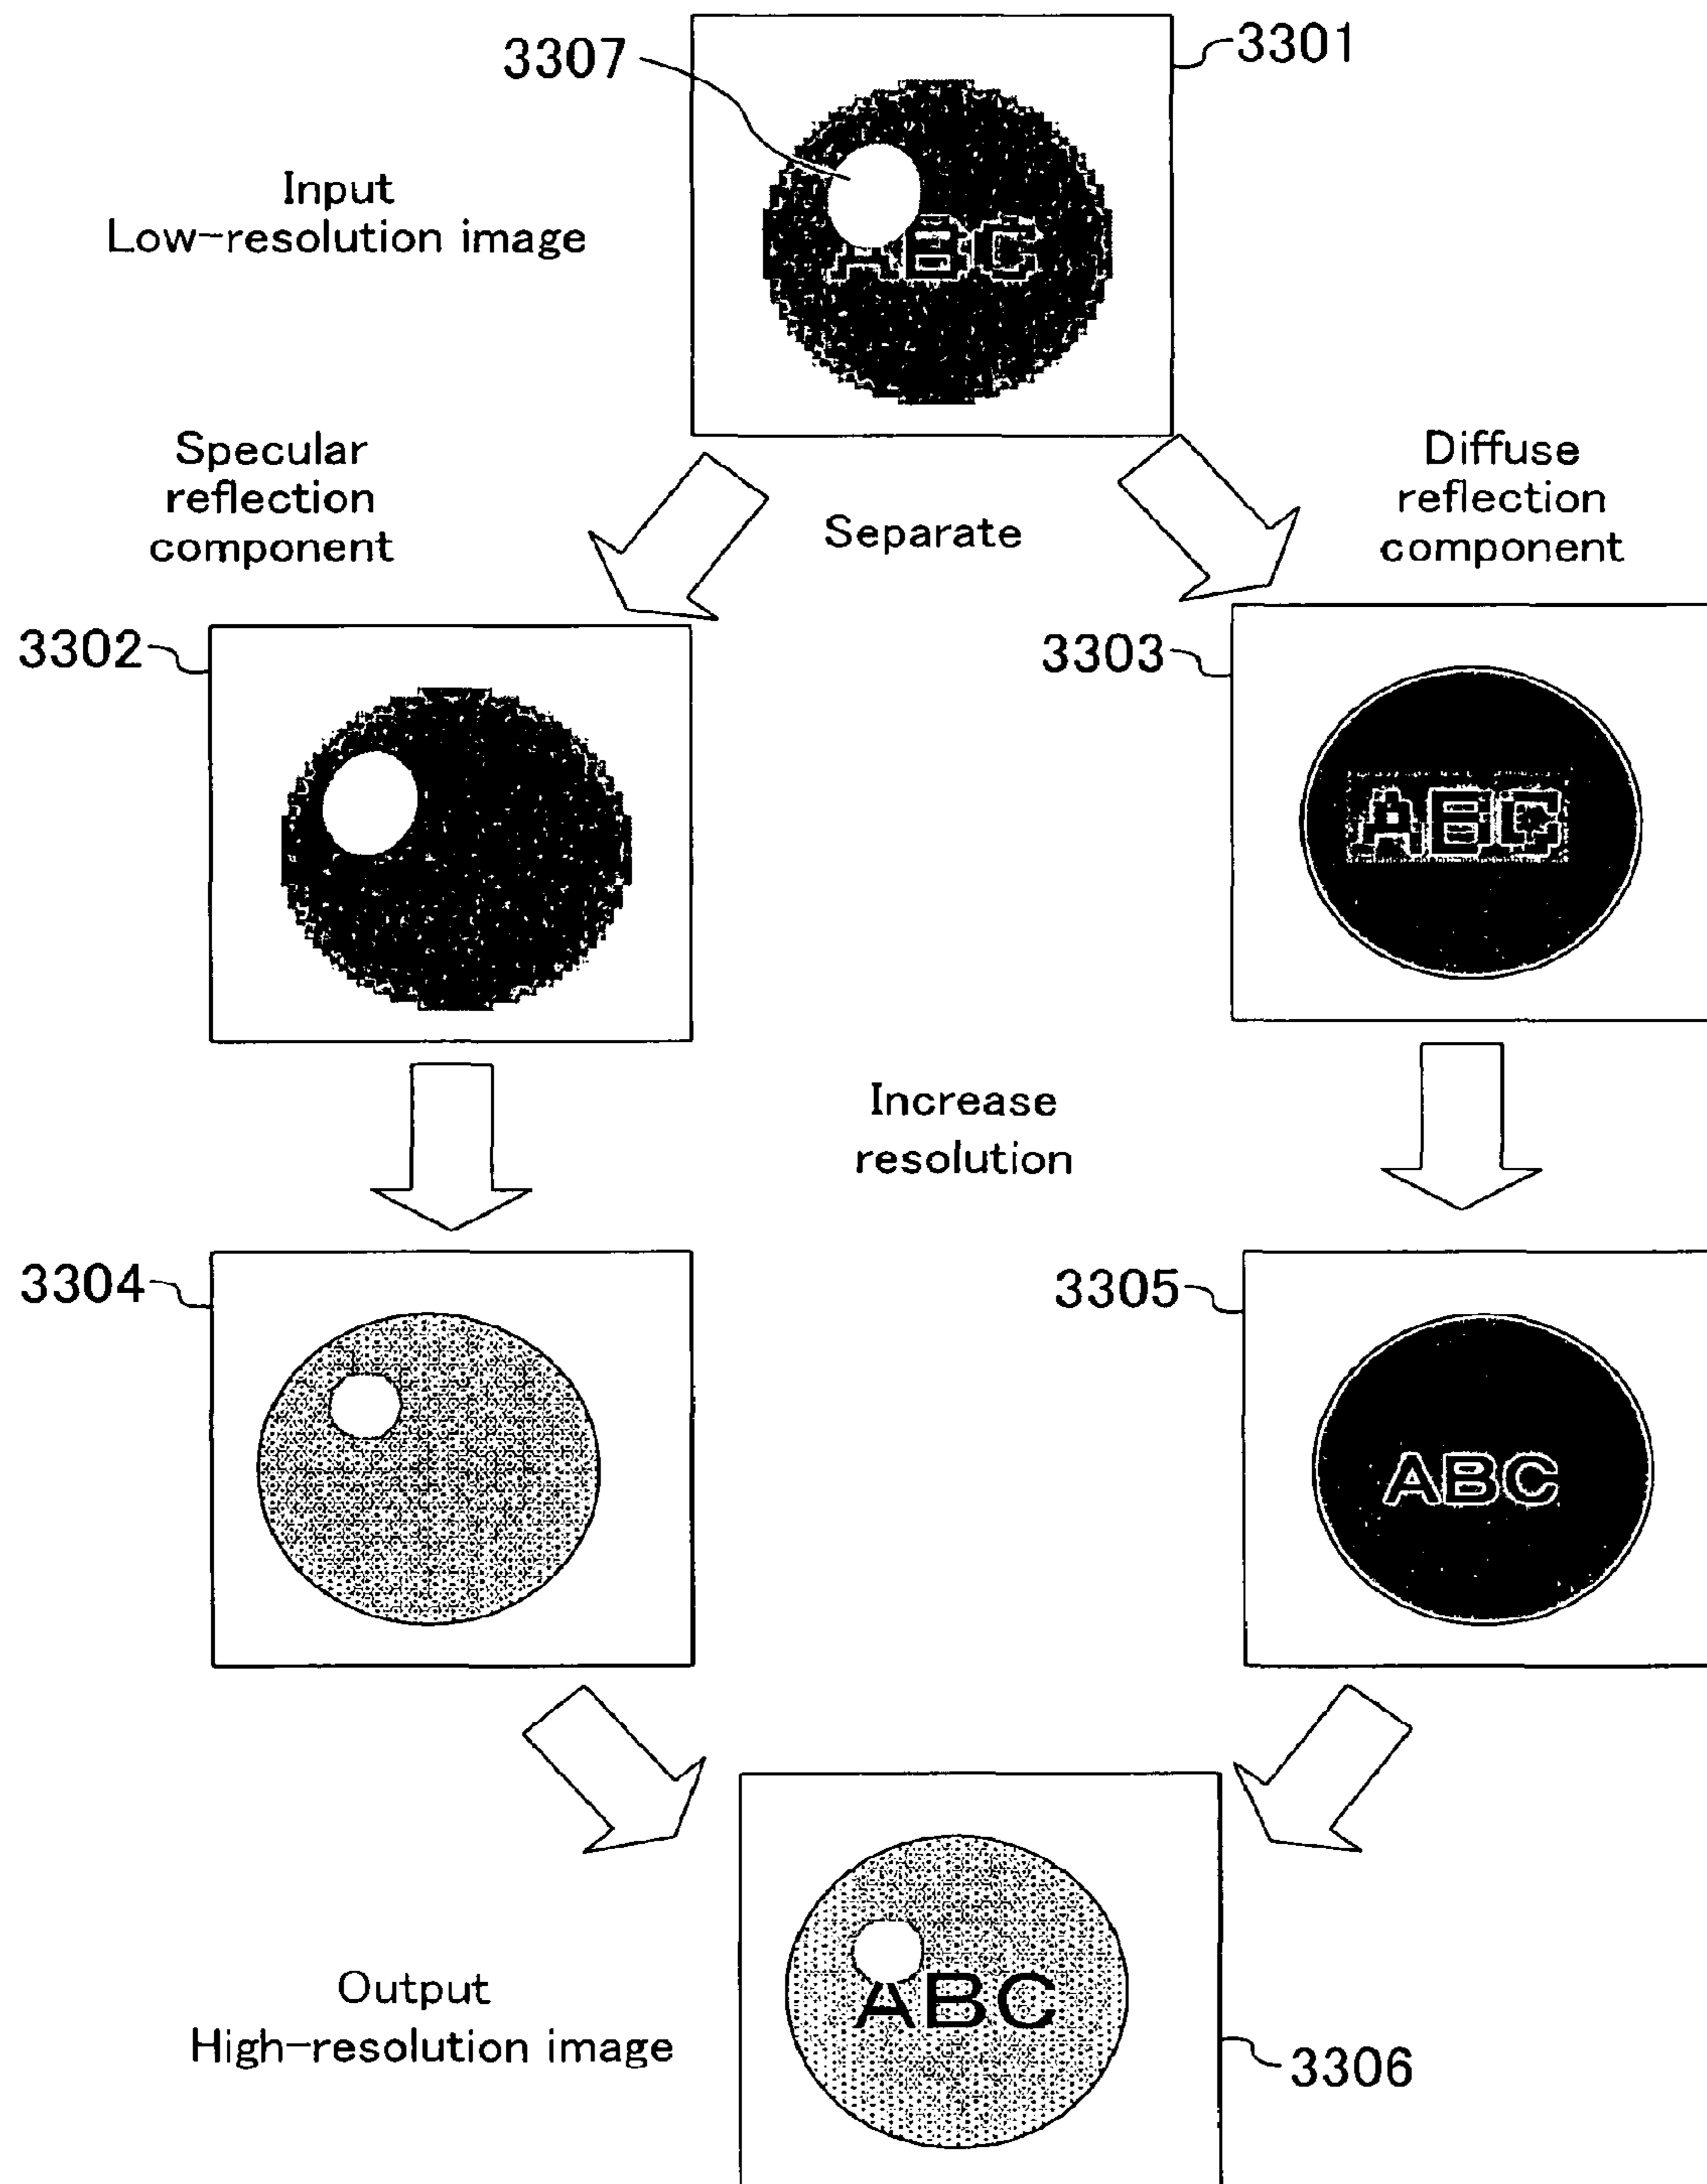 3307
3301
Input
Low-resolution image
ABC
Specular
reflection
component
Separate
Diffuse
reflection
component
3302
3303
ABC
Increase
resolution
3304
3305
ABC
ABC
Output
High-resolution image
3306